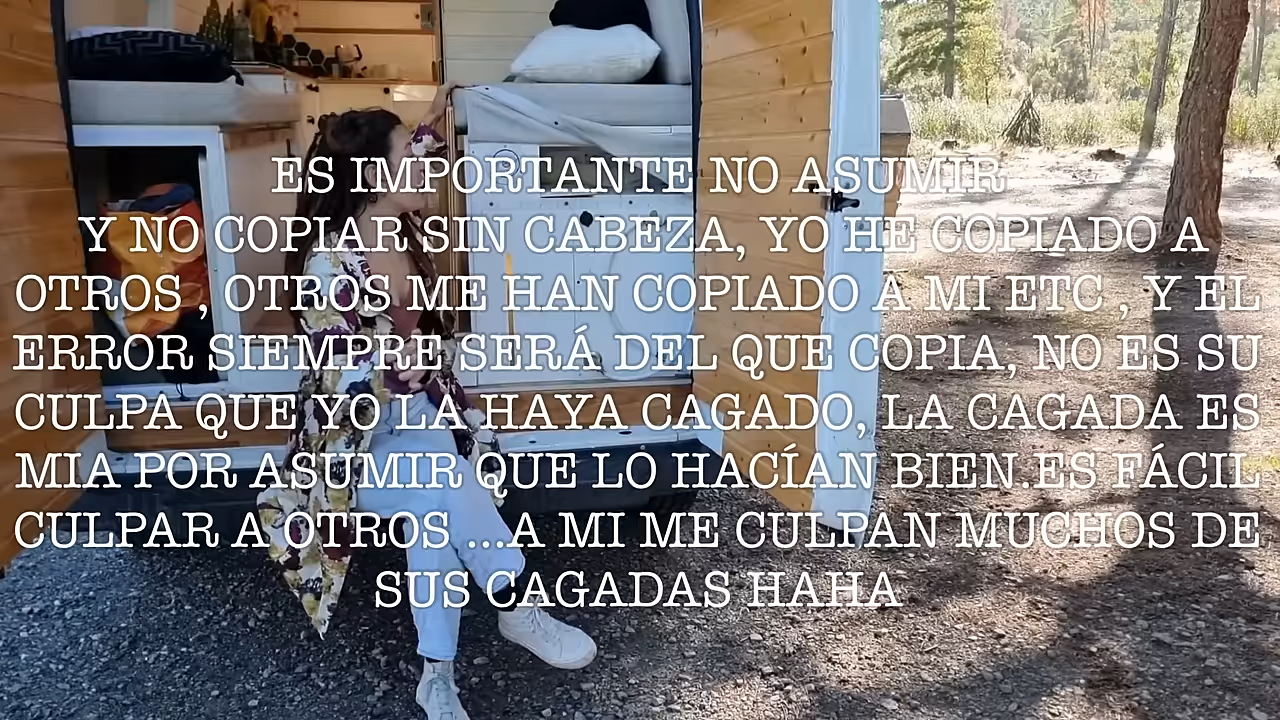 ES IMPORTANTE NO ASUMIR
Y NO COPIAR SIN CABEZA, YO HE COPIADO A
OTROS , OTROS ME HAN COPIADO A MI ETC , Y EL
ERROR SIEMPRE SERÁ DEL QUE COPIA, NO ES SU
CULPA QUE YO LA HAYA CAGADO, LA CAGADA ES
MIA POR ASUMIR QUE LO HACÍAN BIEN.ES FÁCIL
CULPAR A OTROS ...A MI ME CULPAN MUCHOS DE
SUS CAGADAS HAHA